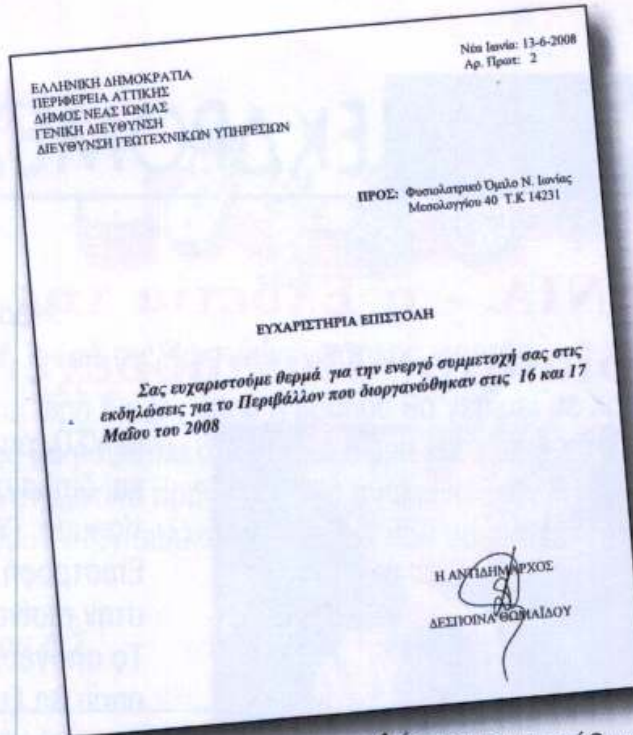 Νέα Ιωνία: 13-6-2008
Αρ. Πρωτ: 2
ΕΛΛΗΝΙΚΗ ΔΗΜΟΚΡΑΤΙΑ
ΠΕΡΙΦΕΡΕΙΑ ΑΤΤΙΚΗΣ
ΔΗΜΟΣ ΝΕΑΣ ΙΩΝΙΑΣ
ΓΕΝΙΚΗ ΔΙΕΥΘΥΝΣΗ
ΔΙΕΥΘΥΝΣΗ ΓΕΩΤΕΧΝΙΚΩΝ ΥΠΗΡΕΣΙΩΝ
ΠΡΟΣ: Φυσιολατρικό Όμιλο Ν. Ιωνίας
Μεσολογγίου 40 Τ.Κ 14231
ΕΥΧΑΡΙΣΤΗΡΙΑ ΕΠΙΣΤΟΛΗ
Σας ευχαριστούμε θερμά για την ενεργό συμμετοχή σας στις
εκδηλώσεις για το Περιβάλλον που διοργανώθηκαν στις 16 και 17
Μαΐου του 2008
Η ΑΝΤΙΔΗΜΑΡΧΟΣ
ΔΕΣΠΟΙΝΑ ΘΩΜΑΪΔΟΥ